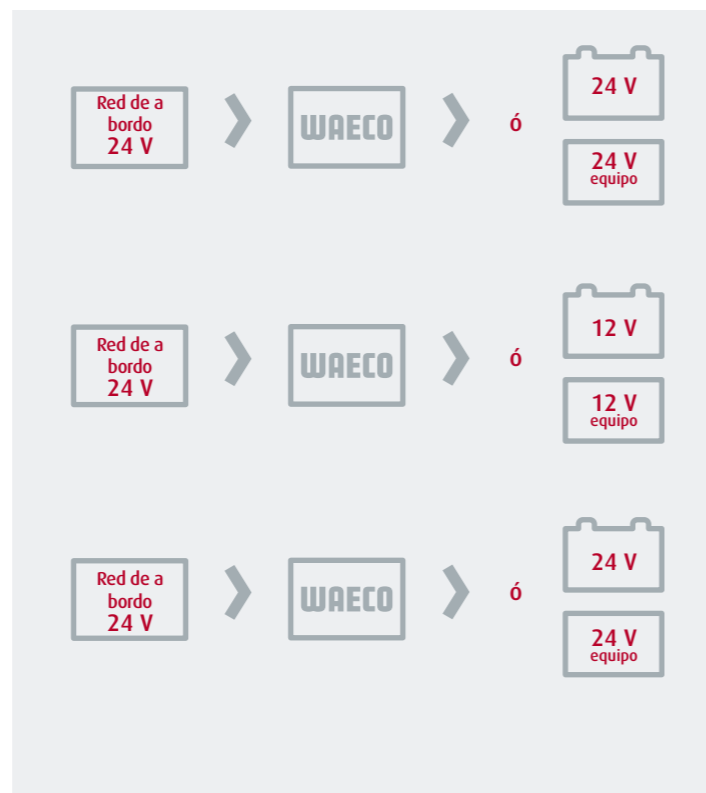 Red de a
bordo
24 V
WAECO
ó
24 V
24 V
equipo
Red de a
bordo
24 V
WAECO
ó
12 V
12 V
equipo
Red de a
bordo
24 V
WAECO
ó
24 V
24 V
equipo